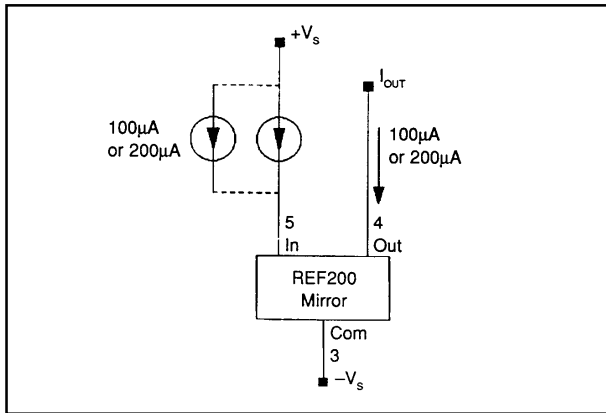 +VS
IOUT
100µA
or 200µA
100µA
or 200µA
5
In
4
Out
REF200
Mirror
Com
3
–VS